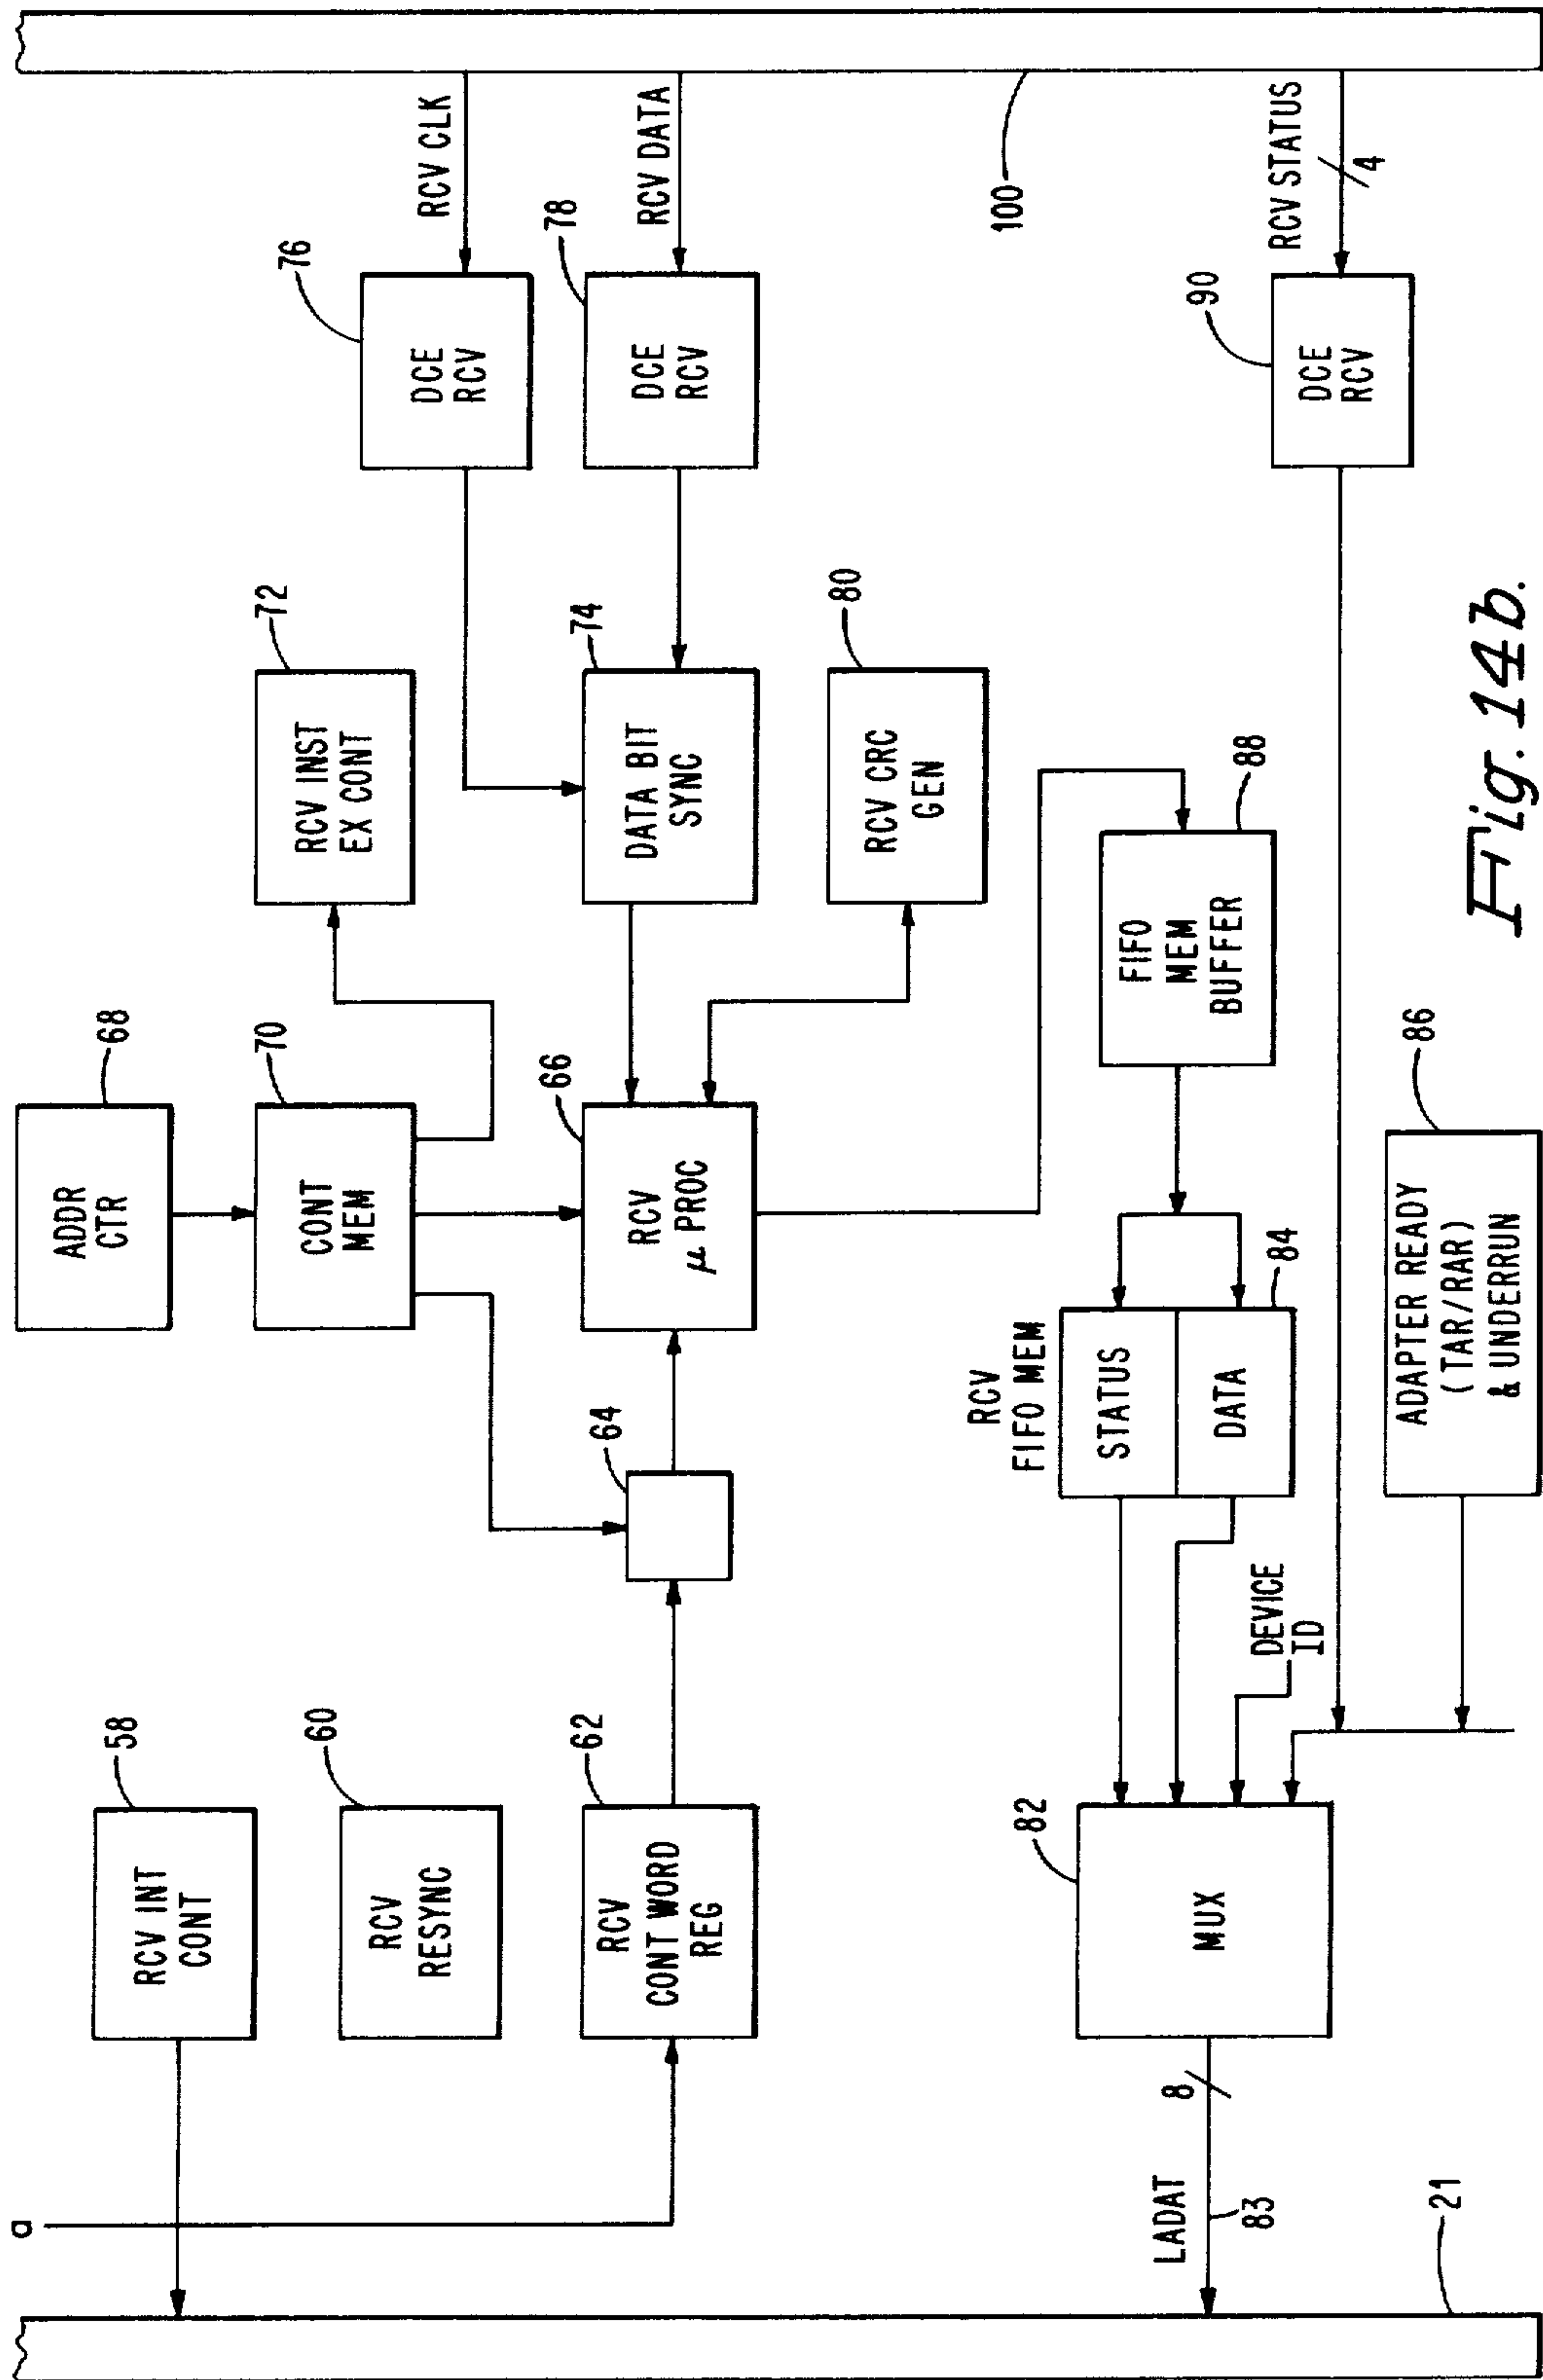 a
RCV INT
CONT
58
RCV
RESYNC
60
RCV
CONT WORD
REG
62
64
ADDR
CTR
68
CONT
MEM
70
RCV
μ PROC
66
RCV INST
EX CONT
72
DATA BIT
SYNC
74
RCV CRC
GEN
80
DCE
RCV
76
DCE
RCV
78
RCV CLK
RCV DATA
100
LADAT
83
8
21
MUX
82
DEVICE
ID
RCV
FIFO MEM
STATUS
DATA
84
FIFO
MEM
BUFFER
88
ADAPTER READY
(TAR/RAR)
& UNDERRUN
86
DCE
RCV
90
RCV STATUS
4
Fig. 14b.